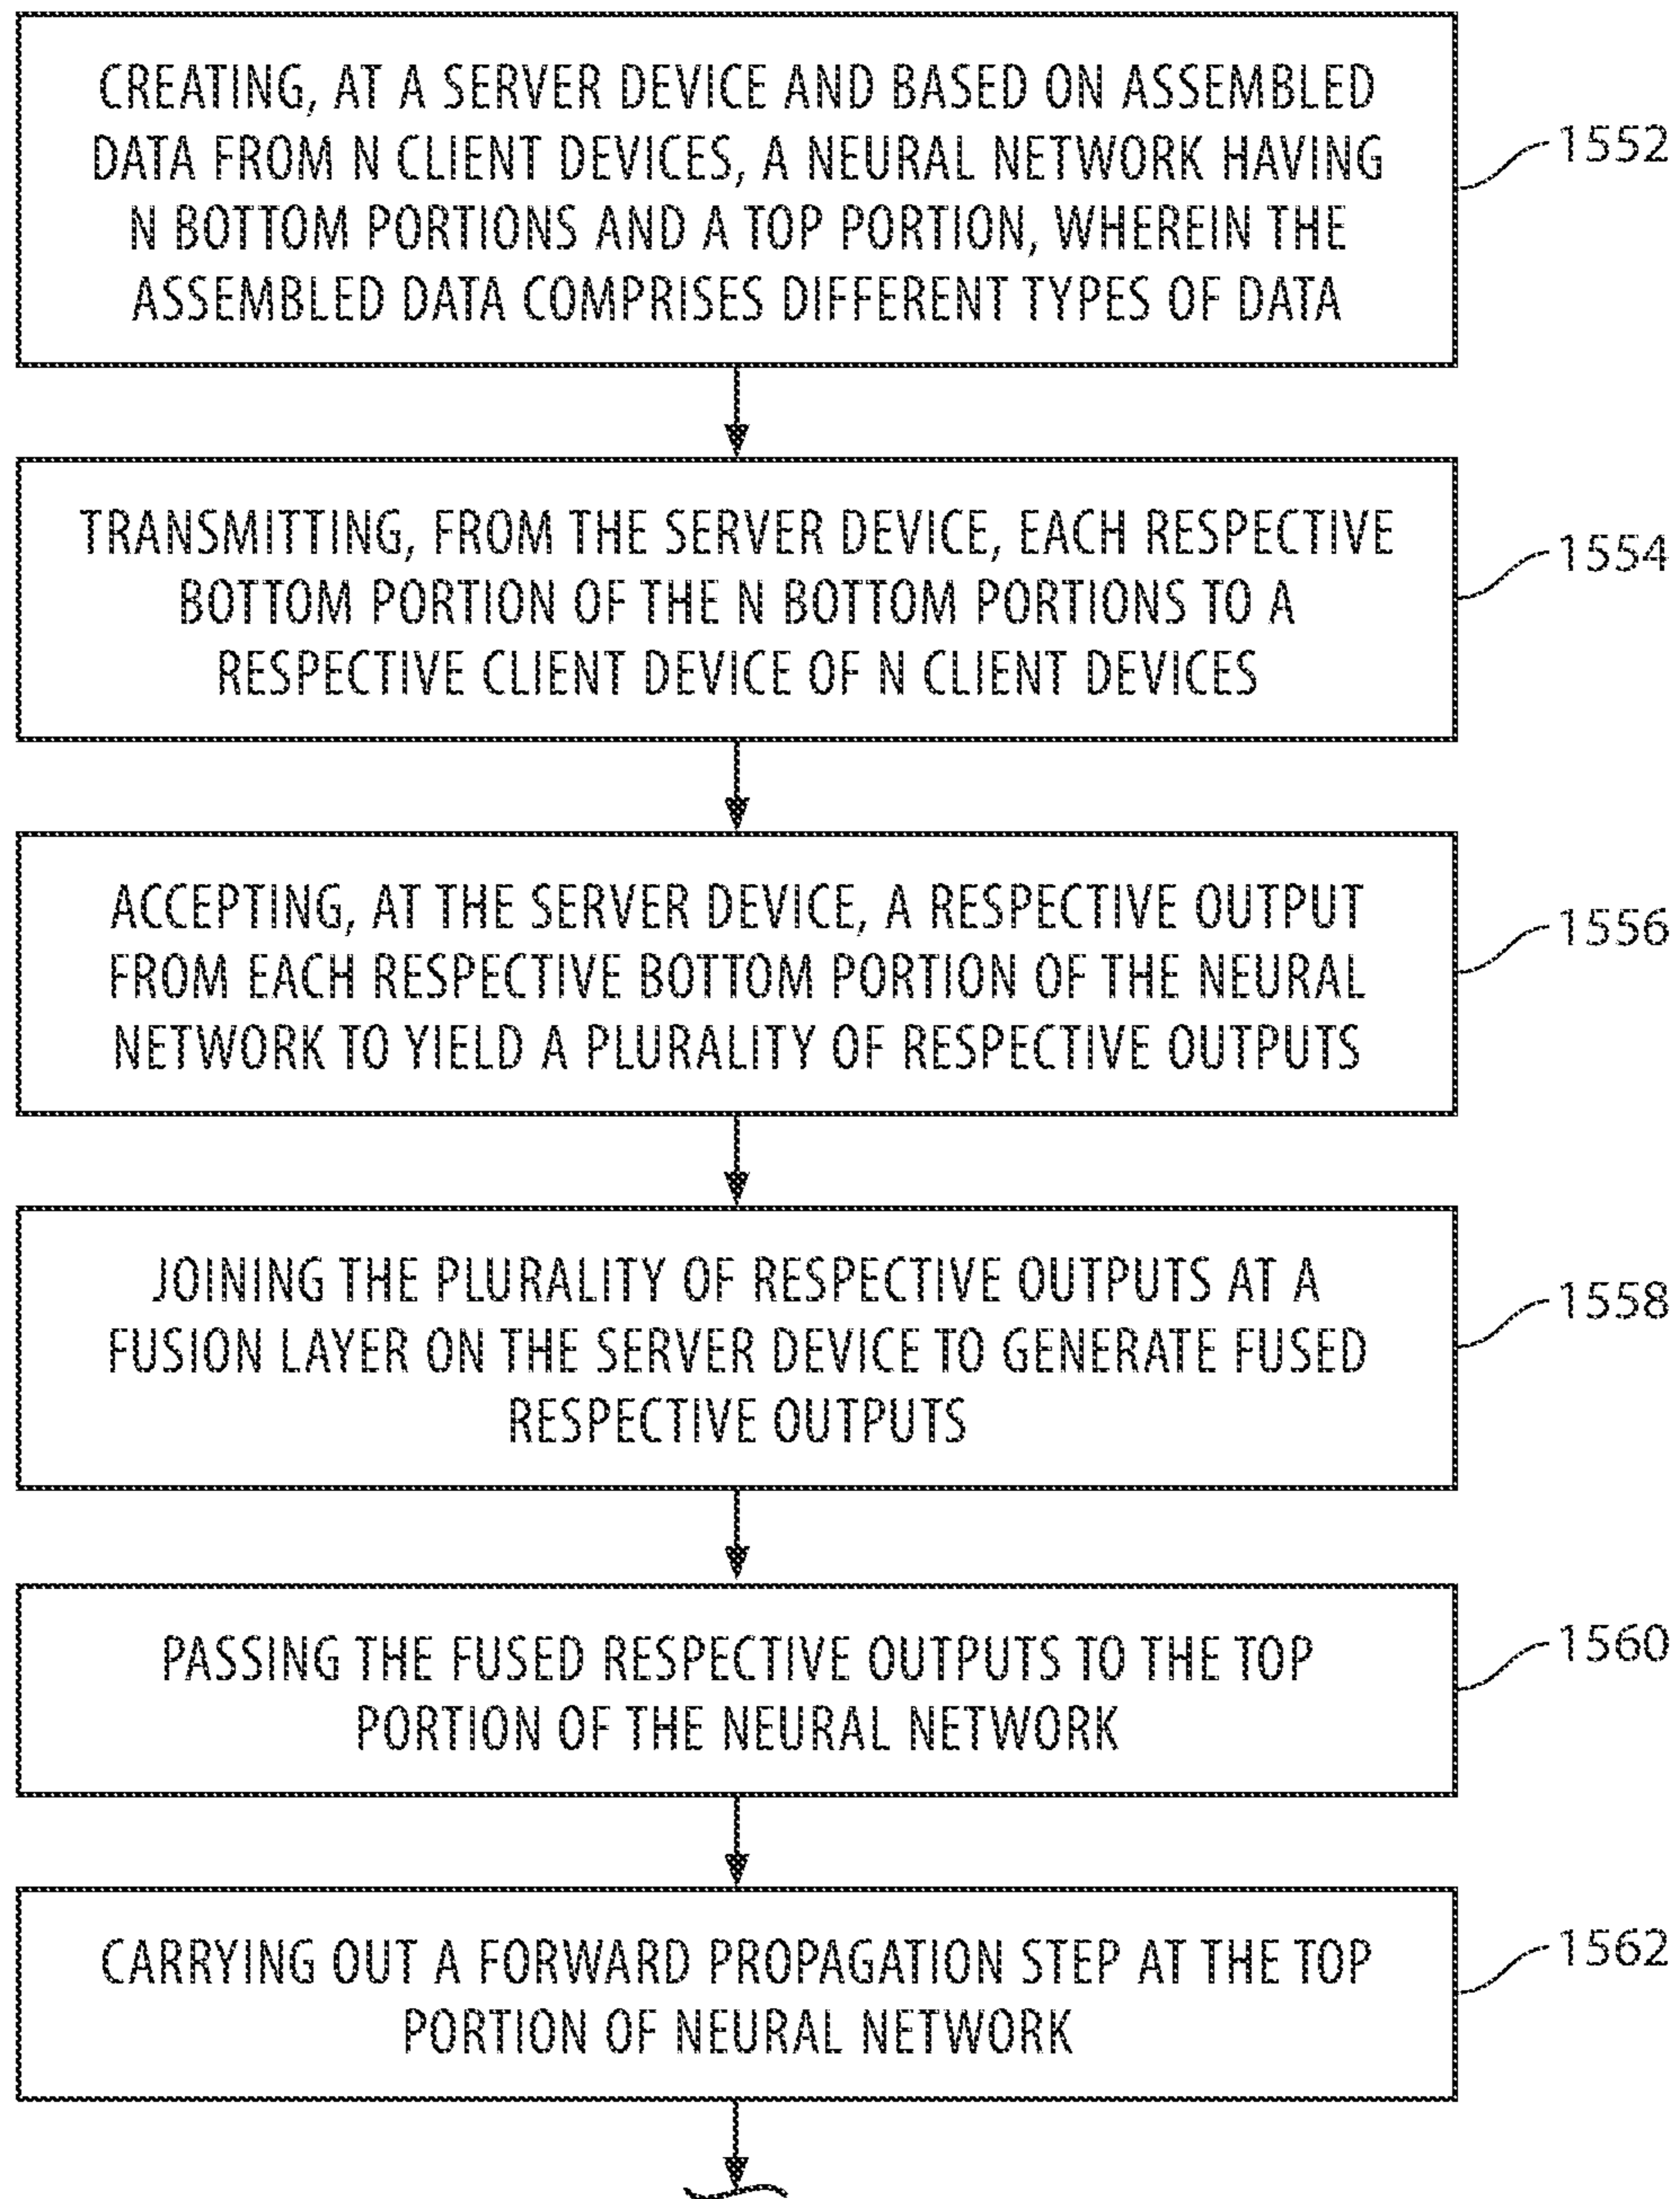 CREATING, AT A SERVER DEVICE AND BASED ON ASSEMBLED
DATA FROM N CLIENT DEVICES, A NEURAL NETWORK HAVING
N BOTTOM PORTIONS AND A TOP PORTION, WHEREIN THE
ASSEMBLED DATA COMPRISES DIFFERENT TYPES OF DATA
1552
TRANSMITTING, FROM THE SERVER DEVICE, EACH RESPECTIVE
BOTTOM PORTION OF THE N BOTTOM PORTIONS TO A
RESPECTIVE CLIENT DEVICE OF N CLIENT DEVICES
1554
ACCEPTING, AT THE SERVER DEVICE, A RESPECTIVE OUTPUT
FROM EACH RESPECTIVE BOTTOM PORTION OF THE NEURAL
NETWORK TO YIELD A PLURALITY OF RESPECTIVE OUTPUTS
1556
JOINING THE PLURALITY OF RESPECTIVE OUTPUTS AT A
FUSION LAYER ON THE SERVER DEVICE TO GENERATE FUSED
RESPECTIVE OUTPUTS
1558
PASSING THE FUSED RESPECTIVE OUTPUTS TO THE TOP
PORTION OF THE NEURAL NETWORK
1560
CARRYING OUT A FORWARD PROPAGATION STEP AT THE TOP
PORTION OF NEURAL NETWORK
1562